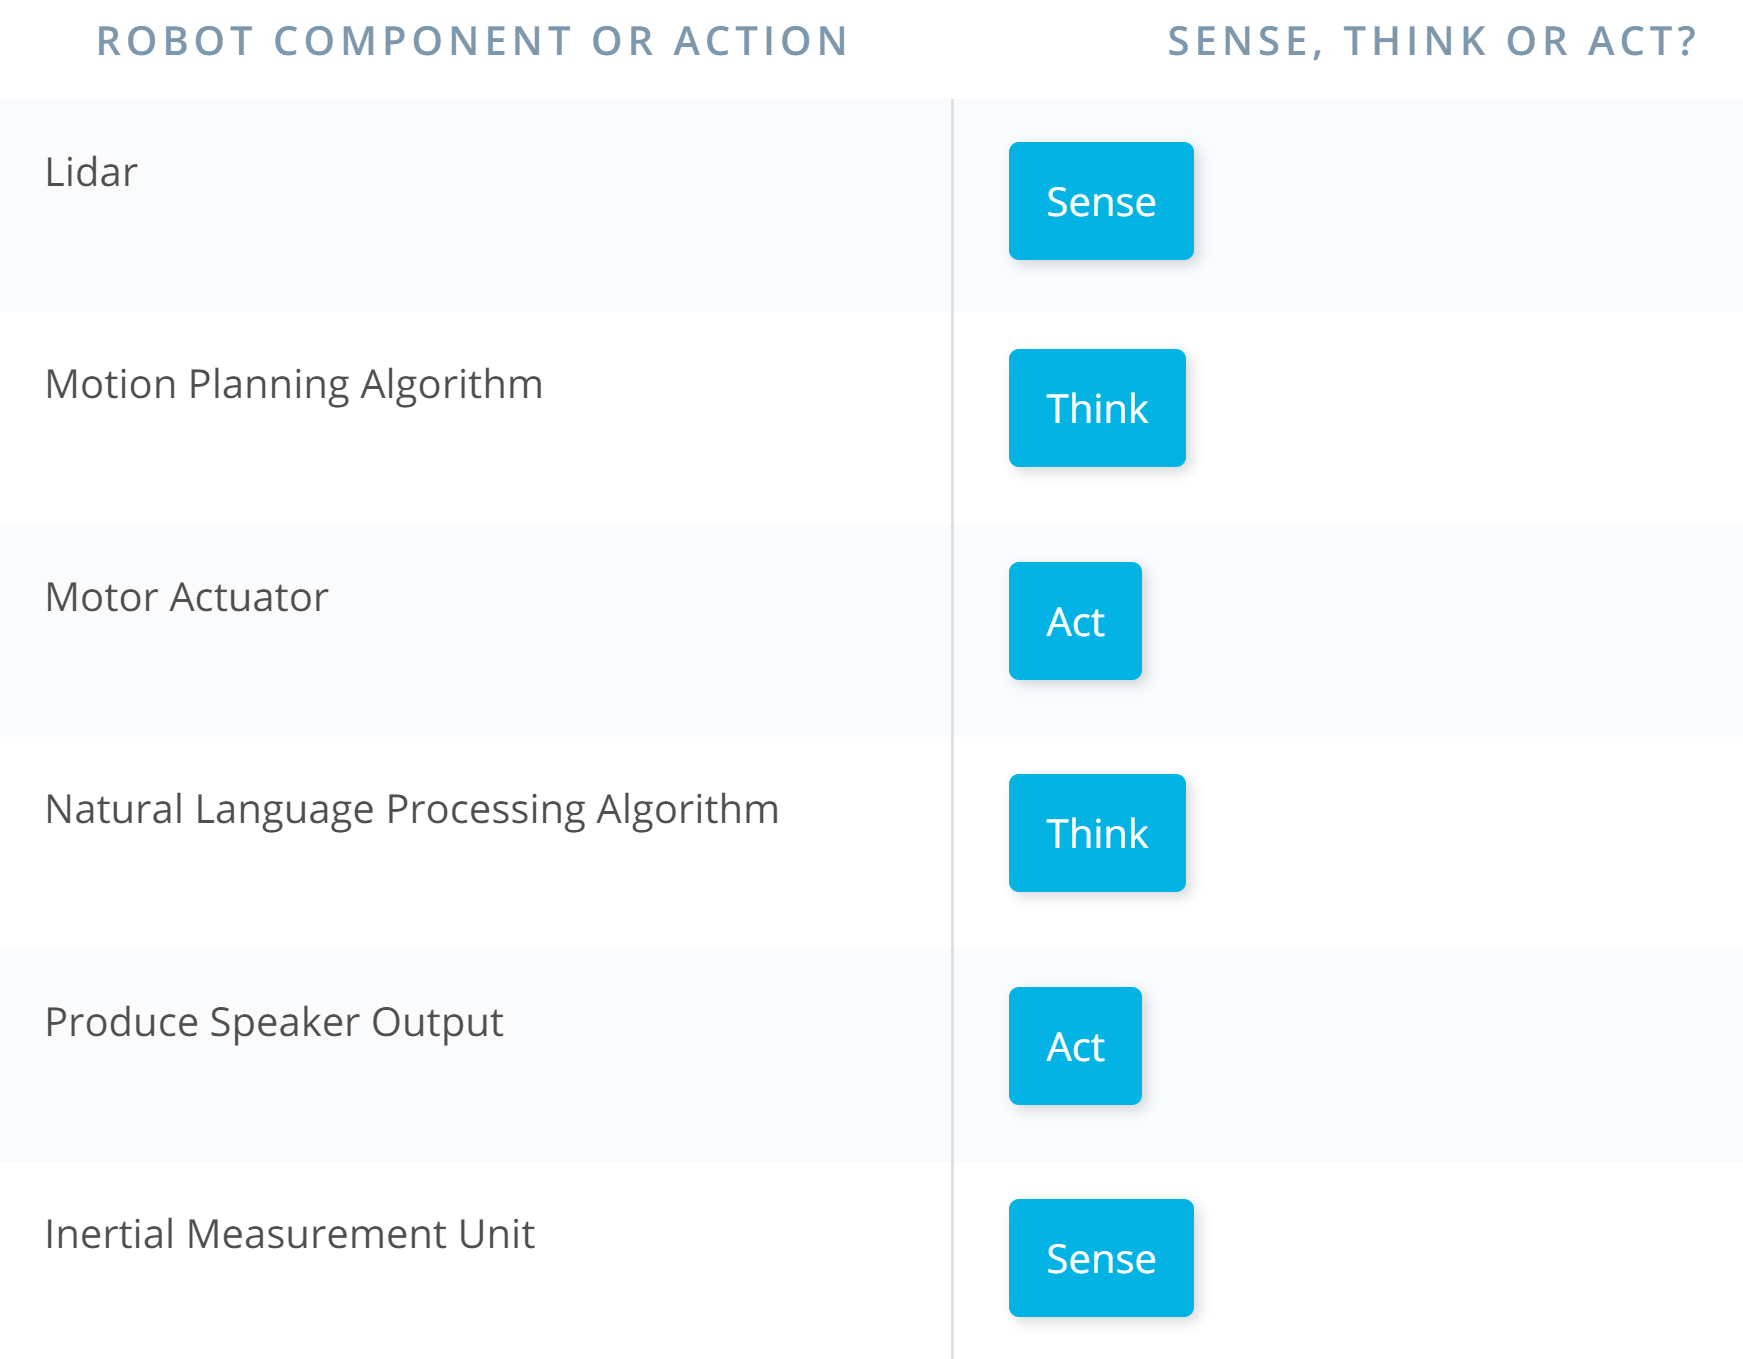 ROBOT COMPONENT OR ACTION
SENSE, THINK OR ACT?
Lidar
Sense
Motion Planning Algorithm
Think
Motor Actuator
Act
Natural Language Processing Algorithm
Think
Produce Speaker Output
Act
Inertial Measurement Unit
Sense